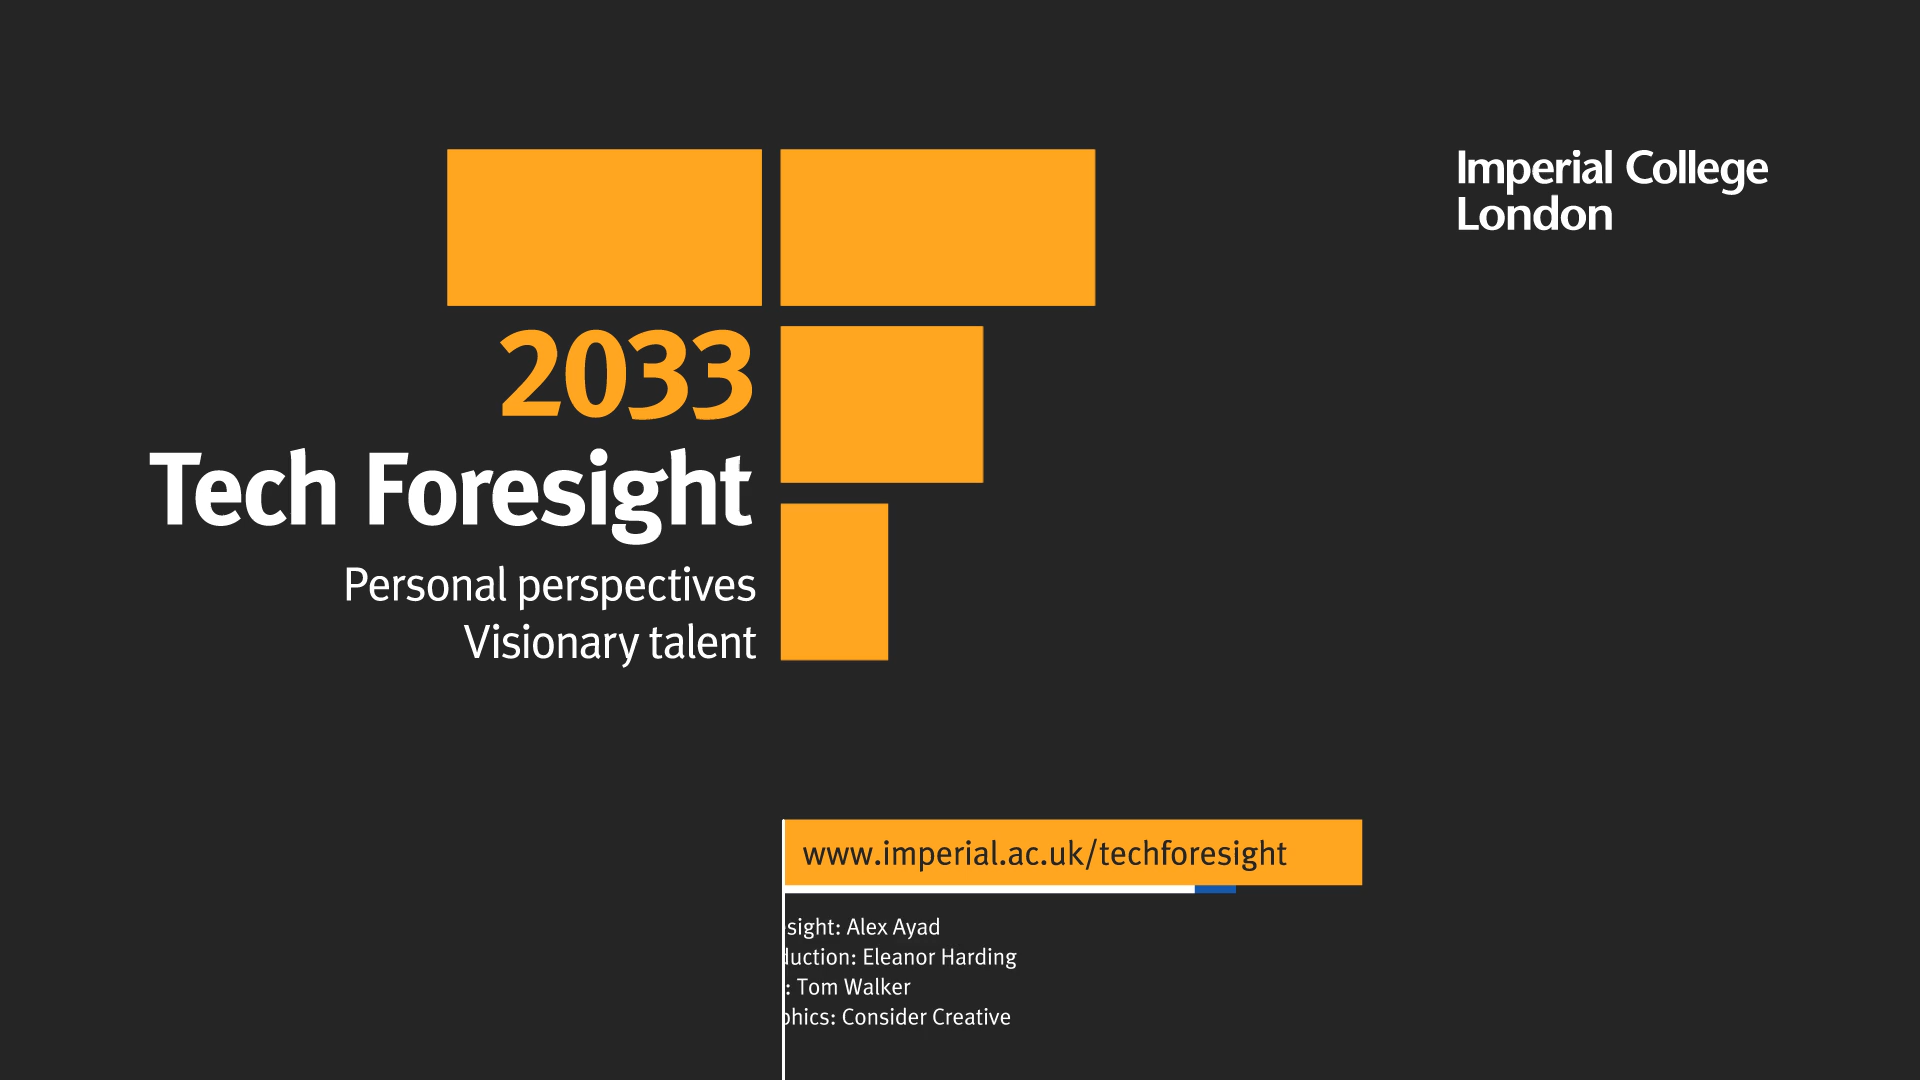 Imperial College
London
2033
Tech Foresight
Personal perspectives
Visionary talent
www.imperial.ac.uk/techforesight
sight: Alex Ayad
duction: Eleanor Harding
: Tom Walker
phics: Consider Creative